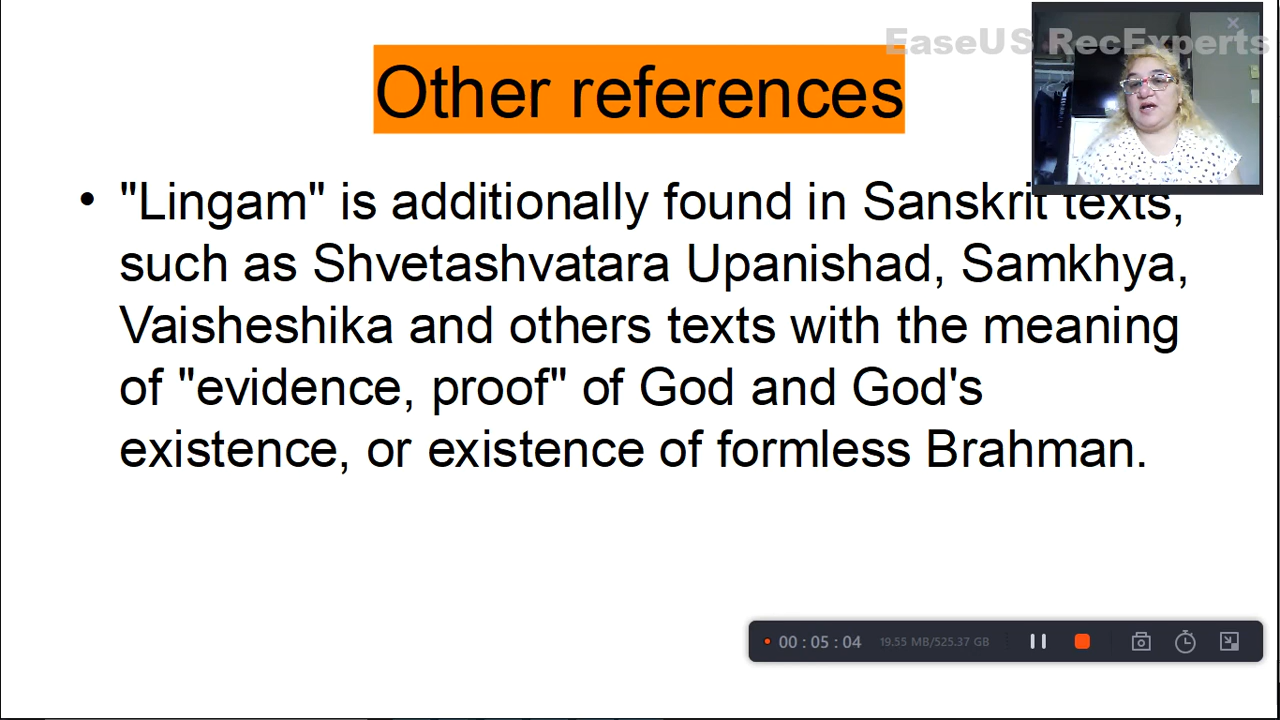 EaseUS RecExperts
Other references
• "Lingam" is additionally found in Sanskrit texts,
such as Shvetashvatara Upanishad, Samkhya,
Vaisheshika and others texts with the meaning
of "evidence, proof" of God and God's
existence, or existence of formless Brahman.
00 : 05 : 04 19.55 MB/525.37 GB